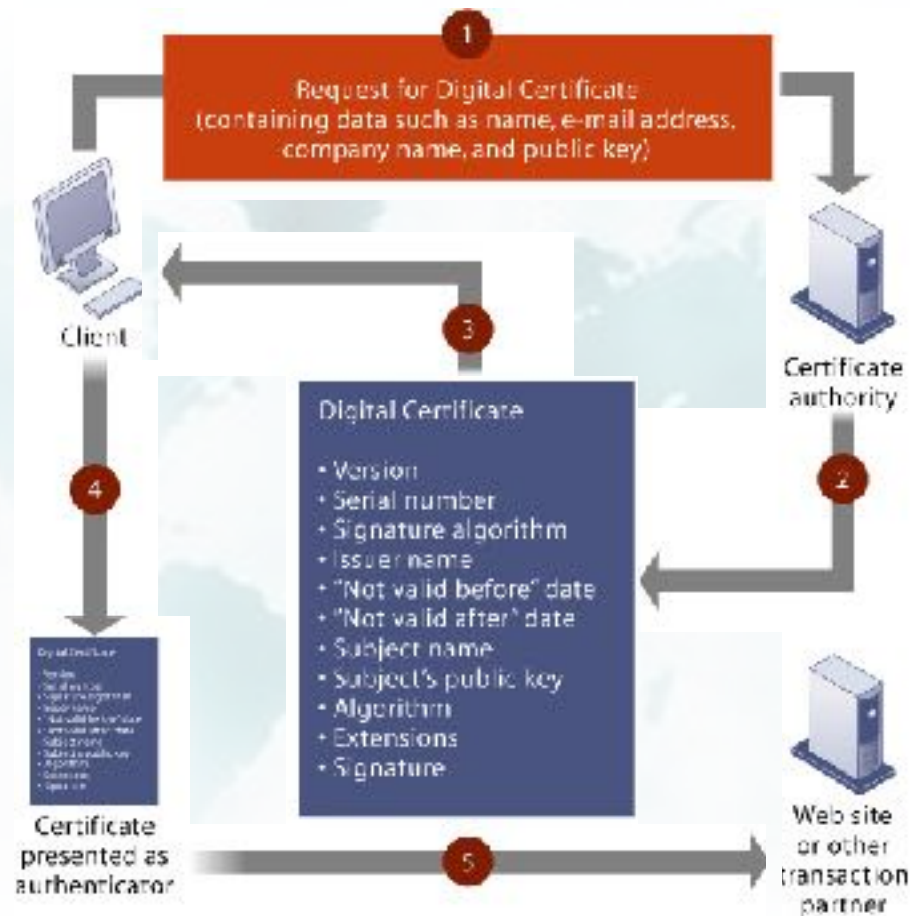 1
Request for Digital Certificate
(containing data such as name, e-mail address,
company name, and public key)
Client
3
Certificate
authority
Digital Certificate
• Version
• Serial number
• Signature algorithm
• Issuer name
• "Not valid before" date
• "Not valid after" date
• Subject name
• Subject's public key
• Algorithm
• Extensions
• Signature
2
4
Certificate
presented as
authenticator
5
Web site
or other
transaction
partner